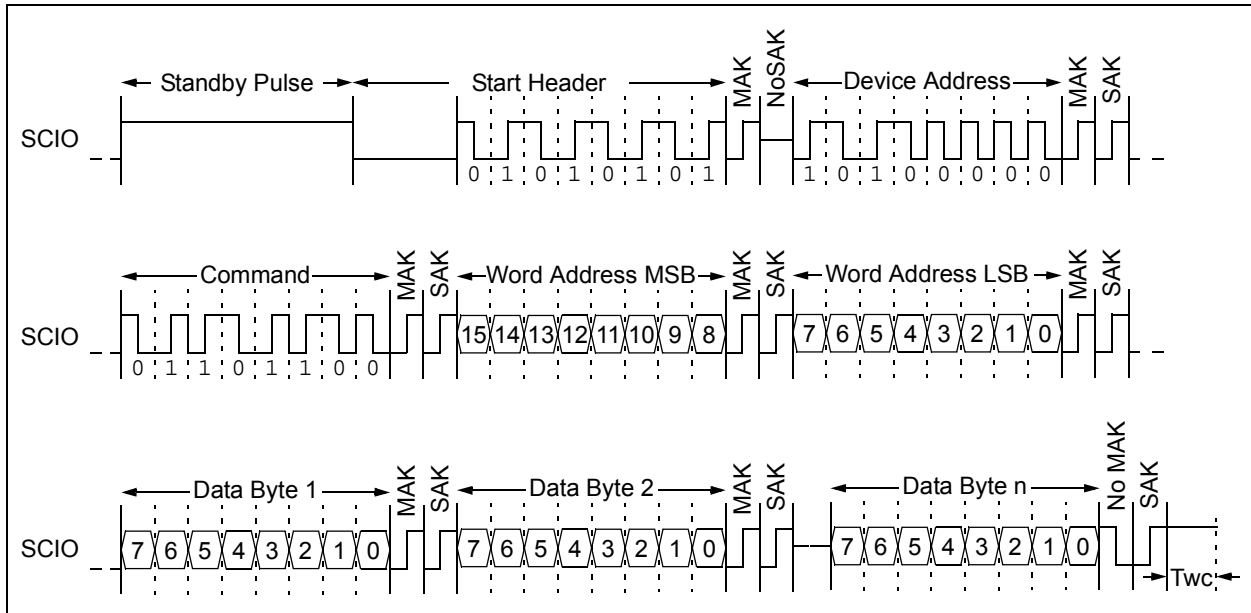 Standby Pulse Start Header MAK NoSAK Device Address MAK SAK
SCIO
0 1 0 1 0 1 0 1 1 0 1 0 0 0 0 0
Command MAK SAK Word Address MSB MAK SAK Word Address LSB MAK SAK
SCIO 15 14 13 12 11 10 9 8 7 6 5 4 3 2 1 0
0 1 1 0 1 1 0 0
Data Byte 1 MAK SAK Data Byte 2 MAK SAK Data Byte n No MAK SAK
SCIO 7 6 5 4 3 2 1 0 7 6 5 4 3 2 1 0 7 6 5 4 3 2 1 0
Twc